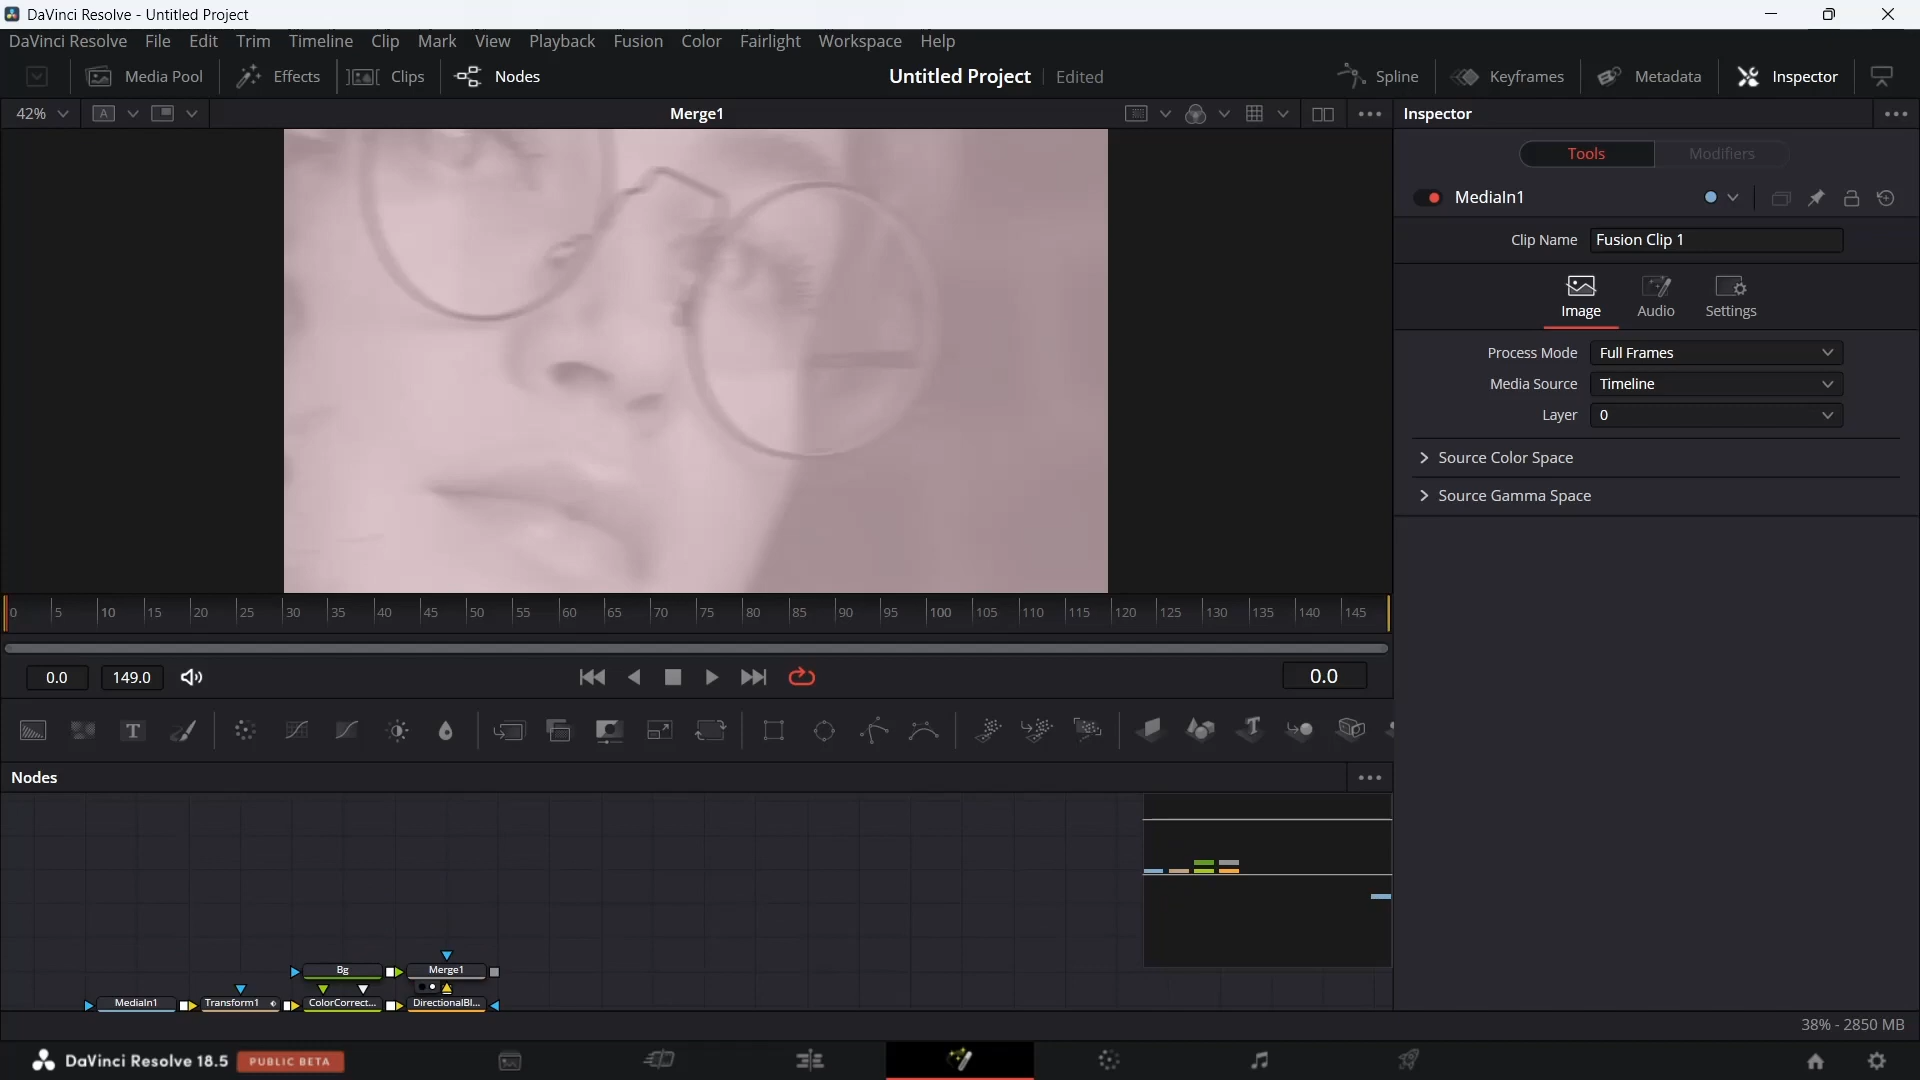 DaVinci Resolve - Untitled Project
DaVinci Resolve File Edit Trim Timeline Clip Mark View Playback Fusion Color Fairlight Workspace Help
Media Pool Effects Clips Nodes Untitled Project Edited Spline Keyframes Metadata Inspector
42% A Merge1 Inspector
Tools Modifiers
MediaIn1
Clip Name Fusion Clip 1
Image Audio Settings
Process Mode Full Frames
Media Source Timeline
Layer 0
Source Color Space
Source Gamma Space
0 5 10 15 20 25 30 35 40 45 50 55 60 65 70 75 80 85 90 95 100 105 110 115 120 125 130 135 140 145
0.0 149.0 0.0
T T
Nodes
Bg Merge1
MediaIn1 Transform1 ColorCorrect... DirectionalBl...
38% - 2850 MB
DaVinci Resolve 18.5 PUBLIC BETA